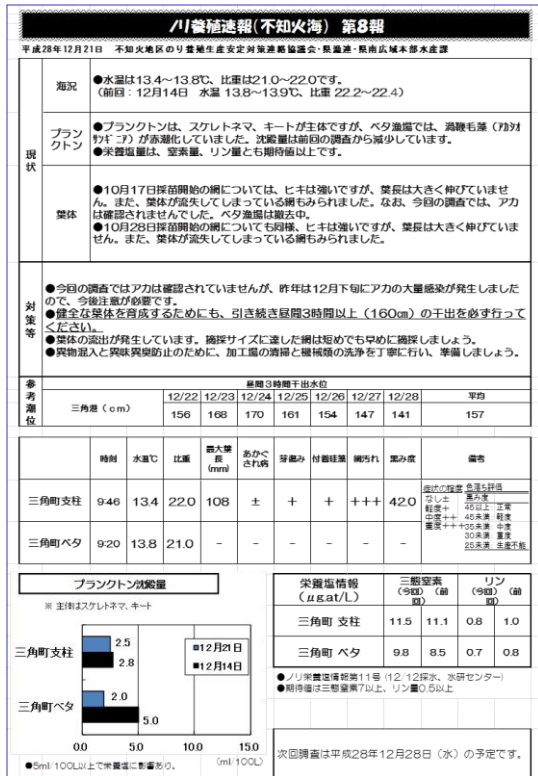 ノリ養殖速報(不知火海) 第8報
平成28年12月21日 不知火地区のり養殖生産安定対策連絡協議会・県漁連・県南広域本部水産課
現状
海況
●水温は13.4～13.8℃、比重は21.0～22.0です。
(前回：12月14日 水温 13.8～13.9℃、比重 22.2～22.4)
プランクトン
●プランクトンは、スケレトネマ、キートが主体ですが、ベタ漁場では、渦鞭毛藻（ｱｶｼｵ
ｻﾝｷﾞﾆｱ）が赤潮化していました。沈殿量は前回の調査から減少しています。
●栄養塩量は、窒素量、リン量とも期待値以上です。
葉体
●10月17日採苗開始の網については、ヒキは強いですが、葉長は大きく伸びていませ
ん。また、葉体が流失してしまっている網もみられました。なお、今回の調査では、アカ
は確認されませんでした。ベタ漁場は撤去中。
●10月28日採苗開始の網についても同様、ヒキは強いですが、葉長は大きく伸びていま
せん。また、葉体が流失してしまっている網もみられました。
対策等
●今回の調査ではアカは確認されていませんが、昨年は12月下旬にアカの大量感染が発生しました
ので、今後注意が必要です。
●健全な葉体を育成するためにも、引き続き昼間3時間以上（160cm）の干出を必ず行って
ください。
●葉体の流出が発生しています。摘採サイズに達した網は短めでも早めに摘採しましょう。
●異物混入と異味異臭防止のために、加工場の清掃と機械類の洗浄を丁寧に行い、準備しましょう。
参考潮位
昼間３時間干出水位
三角港（cm） 12/22 12/23 12/24 12/25 12/26 12/27 12/28 平均
156 168 170 161 154 147 141 157
時刻 水温℃ 比重 最大葉長(mm) あかぐされ病 芽傷み 付着珪藻 網汚れ 黒み度 備考
三角町支柱 9:46 13.4 22.0 108 ± + + +++ 42.0
三角町ベタ 9:20 13.8 21.0 - - - - - -
症状の程度 色落ち評価
なし± 黒み度
軽度+ 46以上 正常
中度++ 46未満 軽度
重度+++ 35未満 中度
30未満 重度
25未満 生産不能
プランクトン沈殿量
※ 主体はスケレトネマ、キート
三角町支柱 2.5 2.8
三角町ベタ 2.0 5.0
■12月21日
■12月14日
0.0 5.0 10.0 15.0
(ml/100L)
●5ml/100L以上で栄養塩に影響あり。
栄養塩情報（μg.at/L） 三態窒素（今回）（前回） リン（今回）（前回）
三角町 支柱 11.5 11.1 0.8 1.0
三角町 ベタ 9.8 8.5 0.7 0.8
●ノリ栄養塩情報第11号（12/12採水、水研センター）
●期待値は三態窒素7以上、リン量0.5以上
次回調査は平成28年12月28日（水）の予定です。